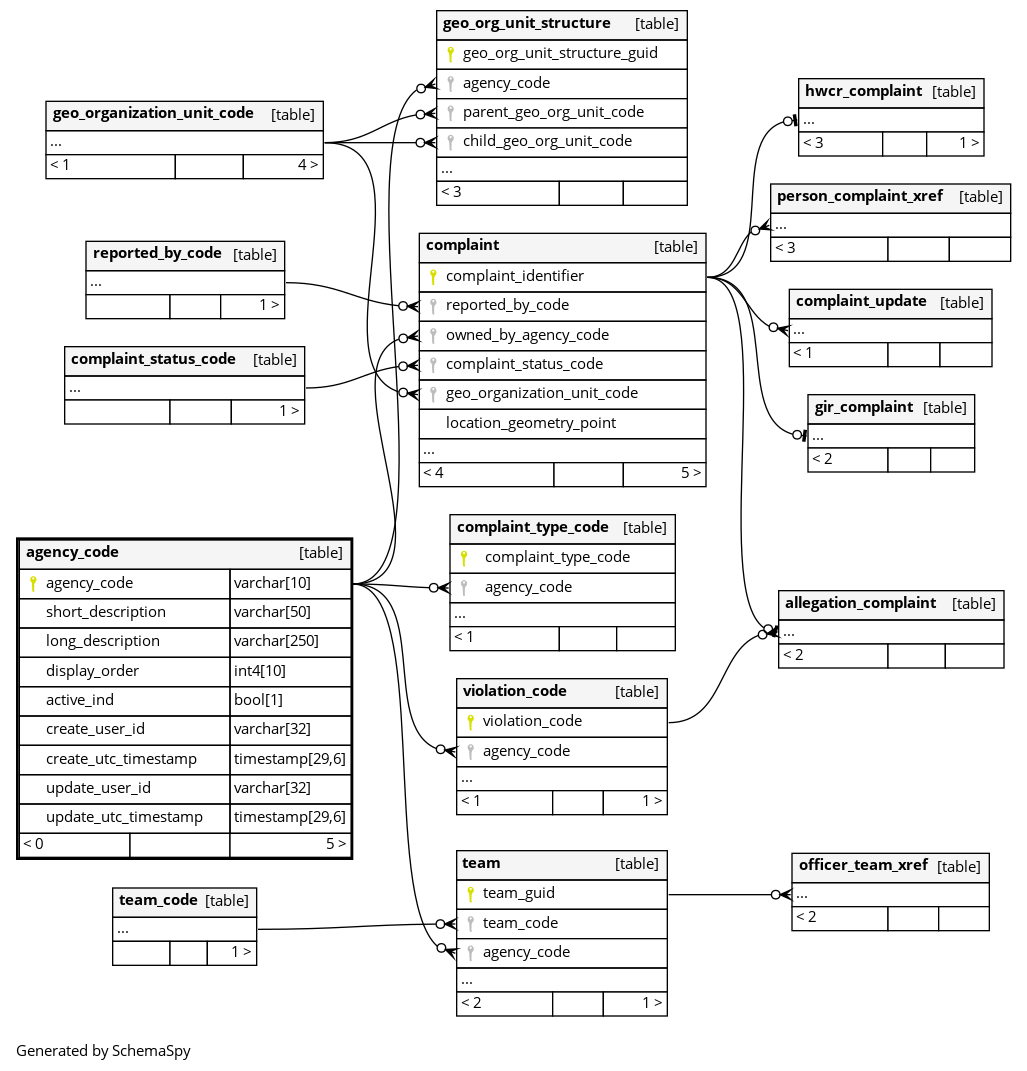 geo_org_unit_structure [table]
geo_org_unit_structure_guid
agency_code
parent_geo_org_unit_code
child_geo_org_unit_code
...
< 3
geo_organization_unit_code [table]
...
< 1 4 >
hwcr_complaint [table]
...
< 3 1 >
person_complaint_xref [table]
...
< 3
reported_by_code [table]
...
1 >
complaint [table]
complaint_identifier
reported_by_code
owned_by_agency_code
complaint_status_code
geo_organization_unit_code
location_geometry_point
...
< 4 5 >
complaint_update [table]
...
< 1
complaint_status_code [table]
...
1 >
gir_complaint [table]
...
< 2
agency_code [table]
agency_code varchar[10]
short_description varchar[50]
long_description varchar[250]
display_order int4[10]
active_ind bool[1]
create_user_id varchar[32]
create_utc_timestamp timestamp[29,6]
update_user_id varchar[32]
update_utc_timestamp timestamp[29,6]
< 0 5 >
complaint_type_code [table]
complaint_type_code
agency_code
...
< 1
allegation_complaint [table]
...
< 2
violation_code [table]
violation_code
agency_code
...
< 1 1 >
team [table]
team_guid
team_code
agency_code
...
< 2 1 >
officer_team_xref [table]
...
< 2
team_code [table]
...
1 >
Generated by SchemaSpy